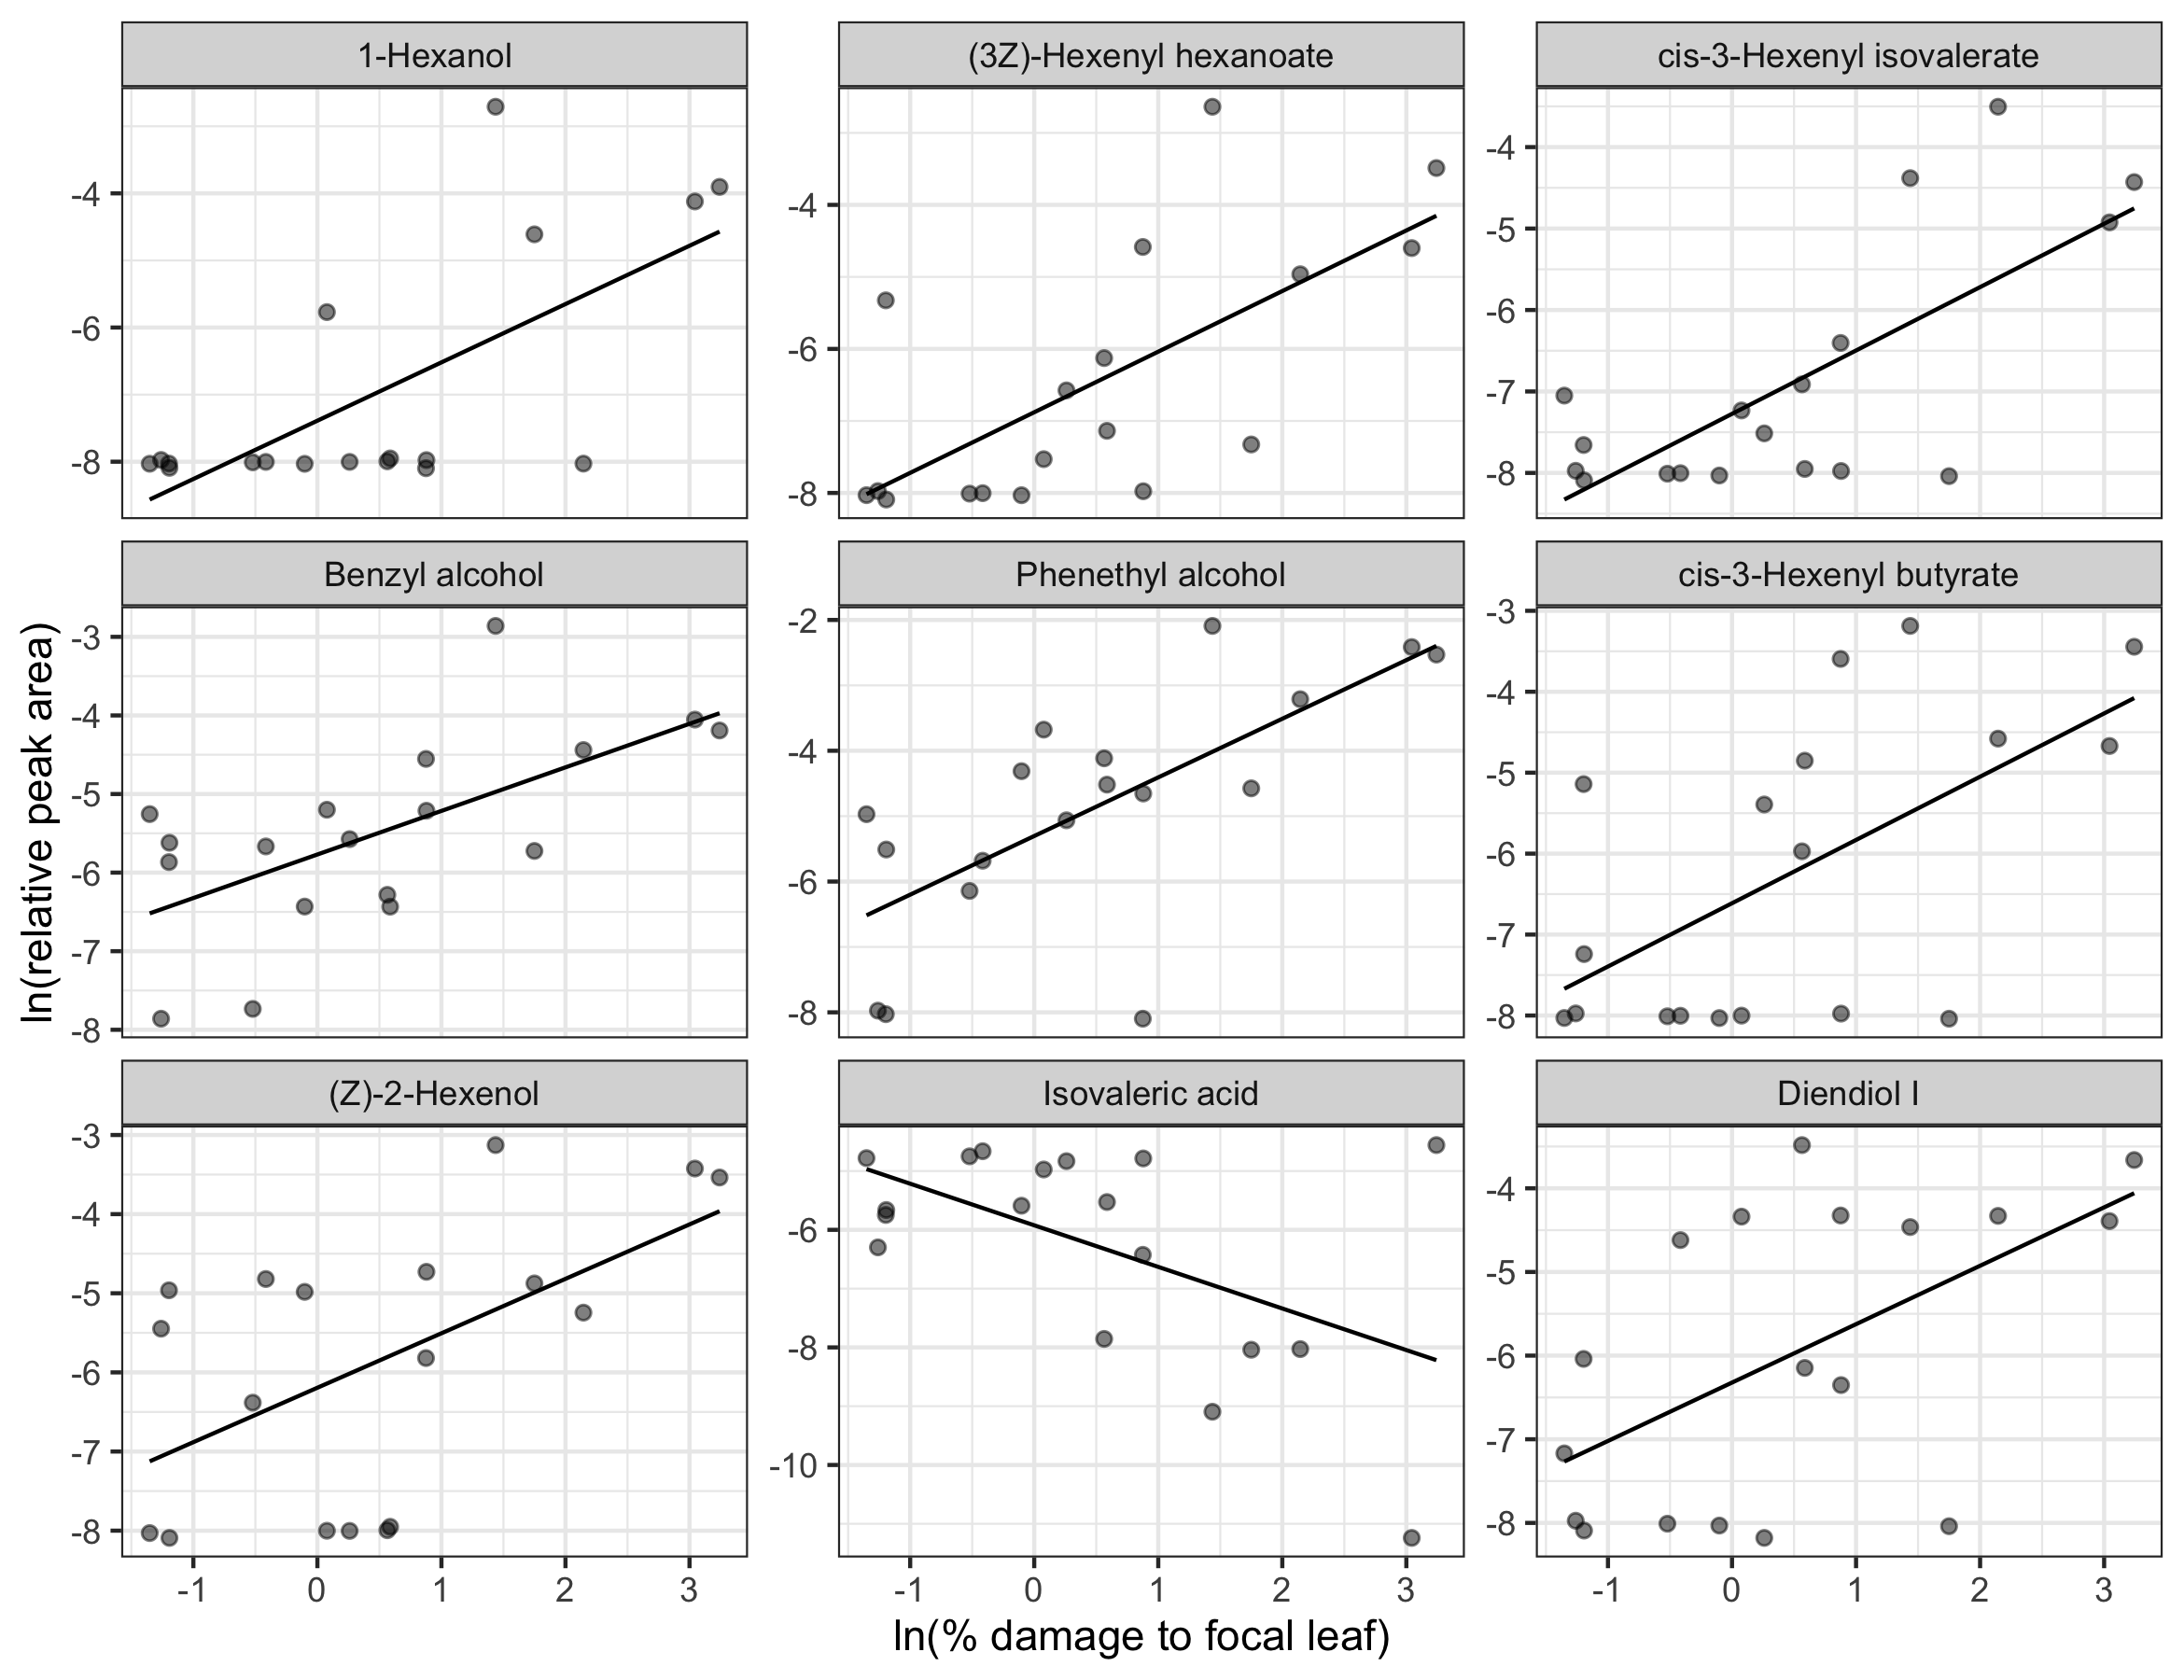 1-Hexanol
(3Z)-Hexenyl hexanoate
cis-3-Hexenyl isovalerate
-4
-6
-8
-4
-6
-8
-4
-5
-6
-7
-8
Benzyl alcohol
Phenethyl alcohol
cis-3-Hexenyl butyrate
ln(relative peak area)
-3
-4
-5
-6
-7
-8
-2
-4
-6
-8
-3
-4
-5
-6
-7
-8
(Z)-2-Hexenol
Isovaleric acid
Diendiol I
-3
-4
-5
-6
-7
-8
-6
-8
-10
-4
-5
-6
-7
-8
-1 0 1 2 3
-1 0 1 2 3
-1 0 1 2 3
ln(% damage to focal leaf)